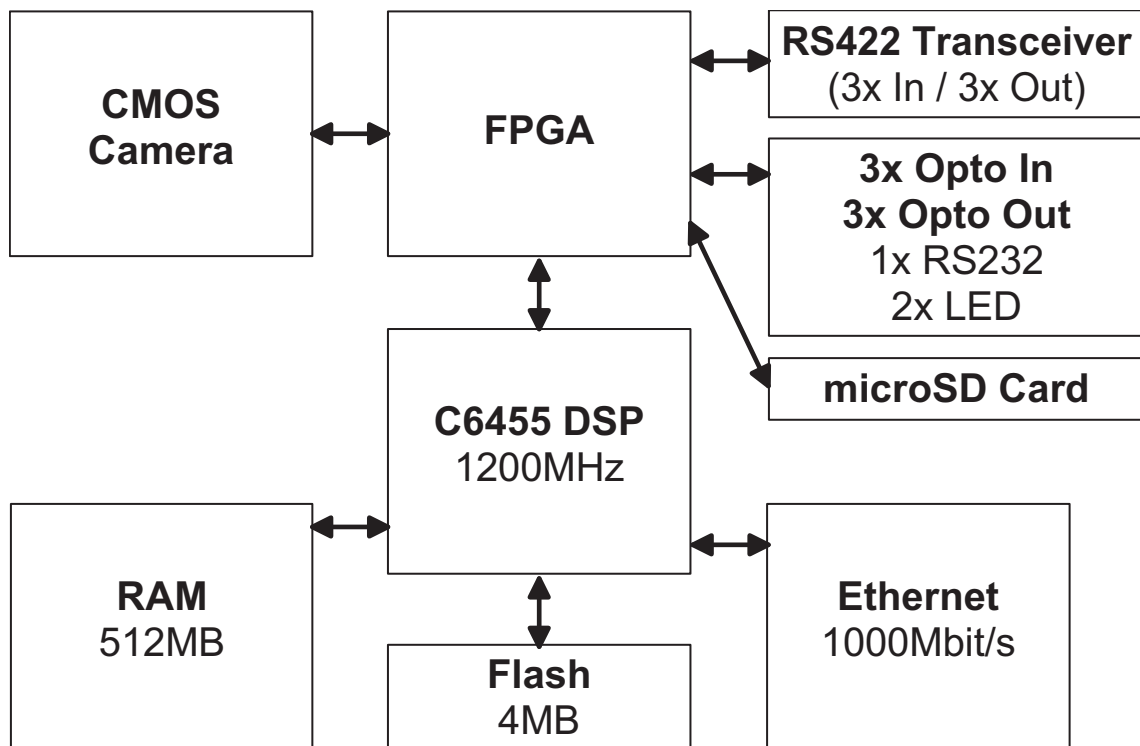 CMOS
Camera
FPGA
RS422 Transceiver
(3x In / 3x Out)
3x Opto In
3x Opto Out
1x RS232
2x LED
microSD Card
C6455 DSP
1200MHz
RAM
512MB
Flash
4MB
Ethernet
1000Mbit/s